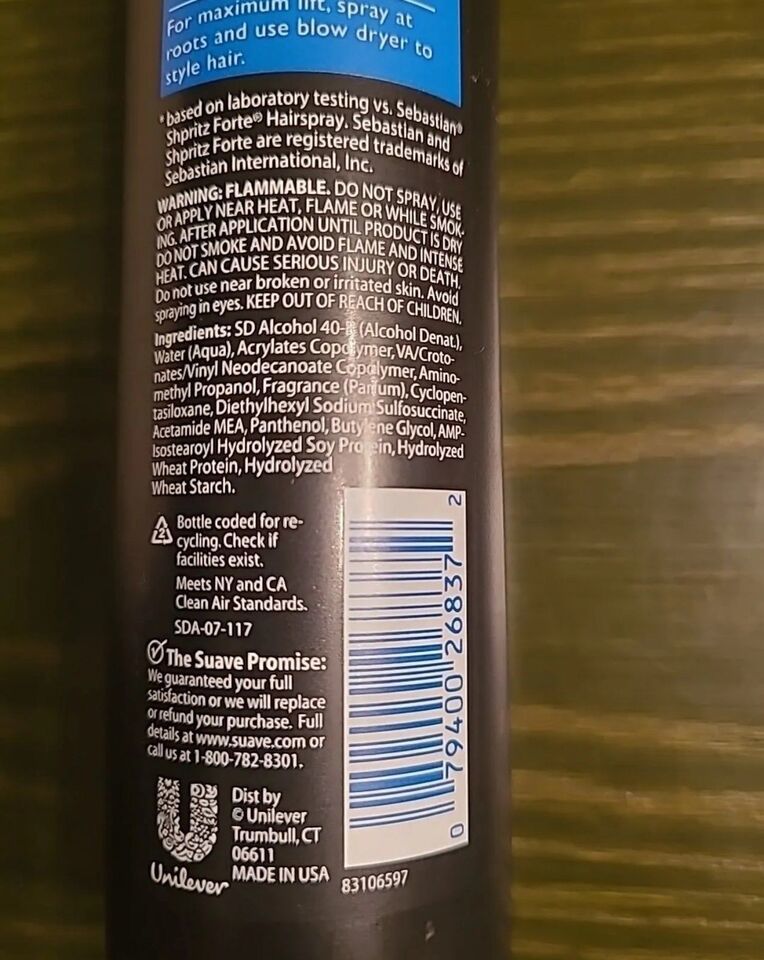 For maximum lift, spray at
roots and use blow dryer to
style hair.
*based on laboratory testing vs. Sebastian®
Shpritz Forte® Hairspray. Sebastian and
Shpritz Forte are registered trademarks of
Sebastian International, Inc.
WARNING: FLAMMABLE. DO NOT SPRAY, USE
OR APPLY NEAR HEAT, FLAME OR WHILE SMOK-
ING. AFTER APPLICATION UNTIL PRODUCT IS DRY
DO NOT SMOKE AND AVOID FLAME AND INTENSE
HEAT. CAN CAUSE SERIOUS INJURY OR DEATH.
Do not use near broken or irritated skin. Avoid
spraying in eyes. KEEP OUT OF REACH OF CHILDREN.
Ingredients: SD Alcohol 40-B (Alcohol Denat.),
Water (Aqua), Acrylates Copolymer, VA/Croto-
nates/Vinyl Neodecanoate Copolymer, Amino-
methyl Propanol, Fragrance (Parfum), Cyclopen-
tasiloxane, Diethylhexyl Sodium Sulfosuccinate,
Acetamide MEA, Panthenol, Butylene Glycol, AMP-
Isostearoyl Hydrolyzed Soy Protein, Hydrolyzed
Wheat Protein, Hydrolyzed
Wheat Starch.
2
Bottle coded for re-
cycling. Check if
facilities exist.
Meets NY and CA
Clean Air Standards.
SDA-07-117
The Suave Promise:
We guaranteed your full
satisfaction or we will replace
or refund your purchase. Full
details at www.suave.com or
call us at 1-800-782-8301.
Unilever
Dist by
© Unilever
Trumbull, CT
06611
MADE IN USA
0 79400 26837 2
83106597